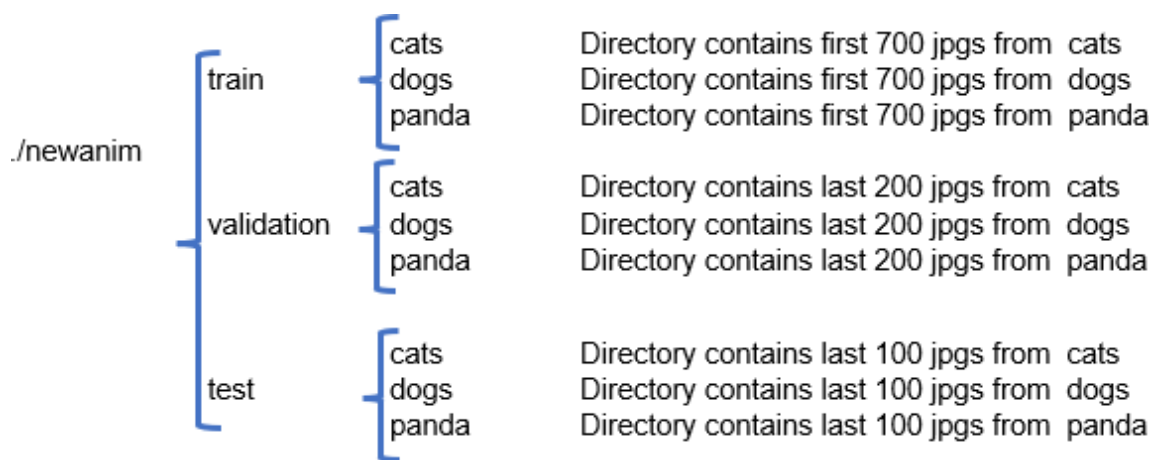 cats Directory contains first 700 jpgs from cats
train dogs Directory contains first 700 jpgs from dogs
panda Directory contains first 700 jpgs from panda
./newanim
cats Directory contains last 200 jpgs from cats
validation dogs Directory contains last 200 jpgs from dogs
panda Directory contains last 200 jpgs from panda
cats Directory contains last 100 jpgs from cats
test dogs Directory contains last 100 jpgs from dogs
panda Directory contains last 100 jpgs from panda